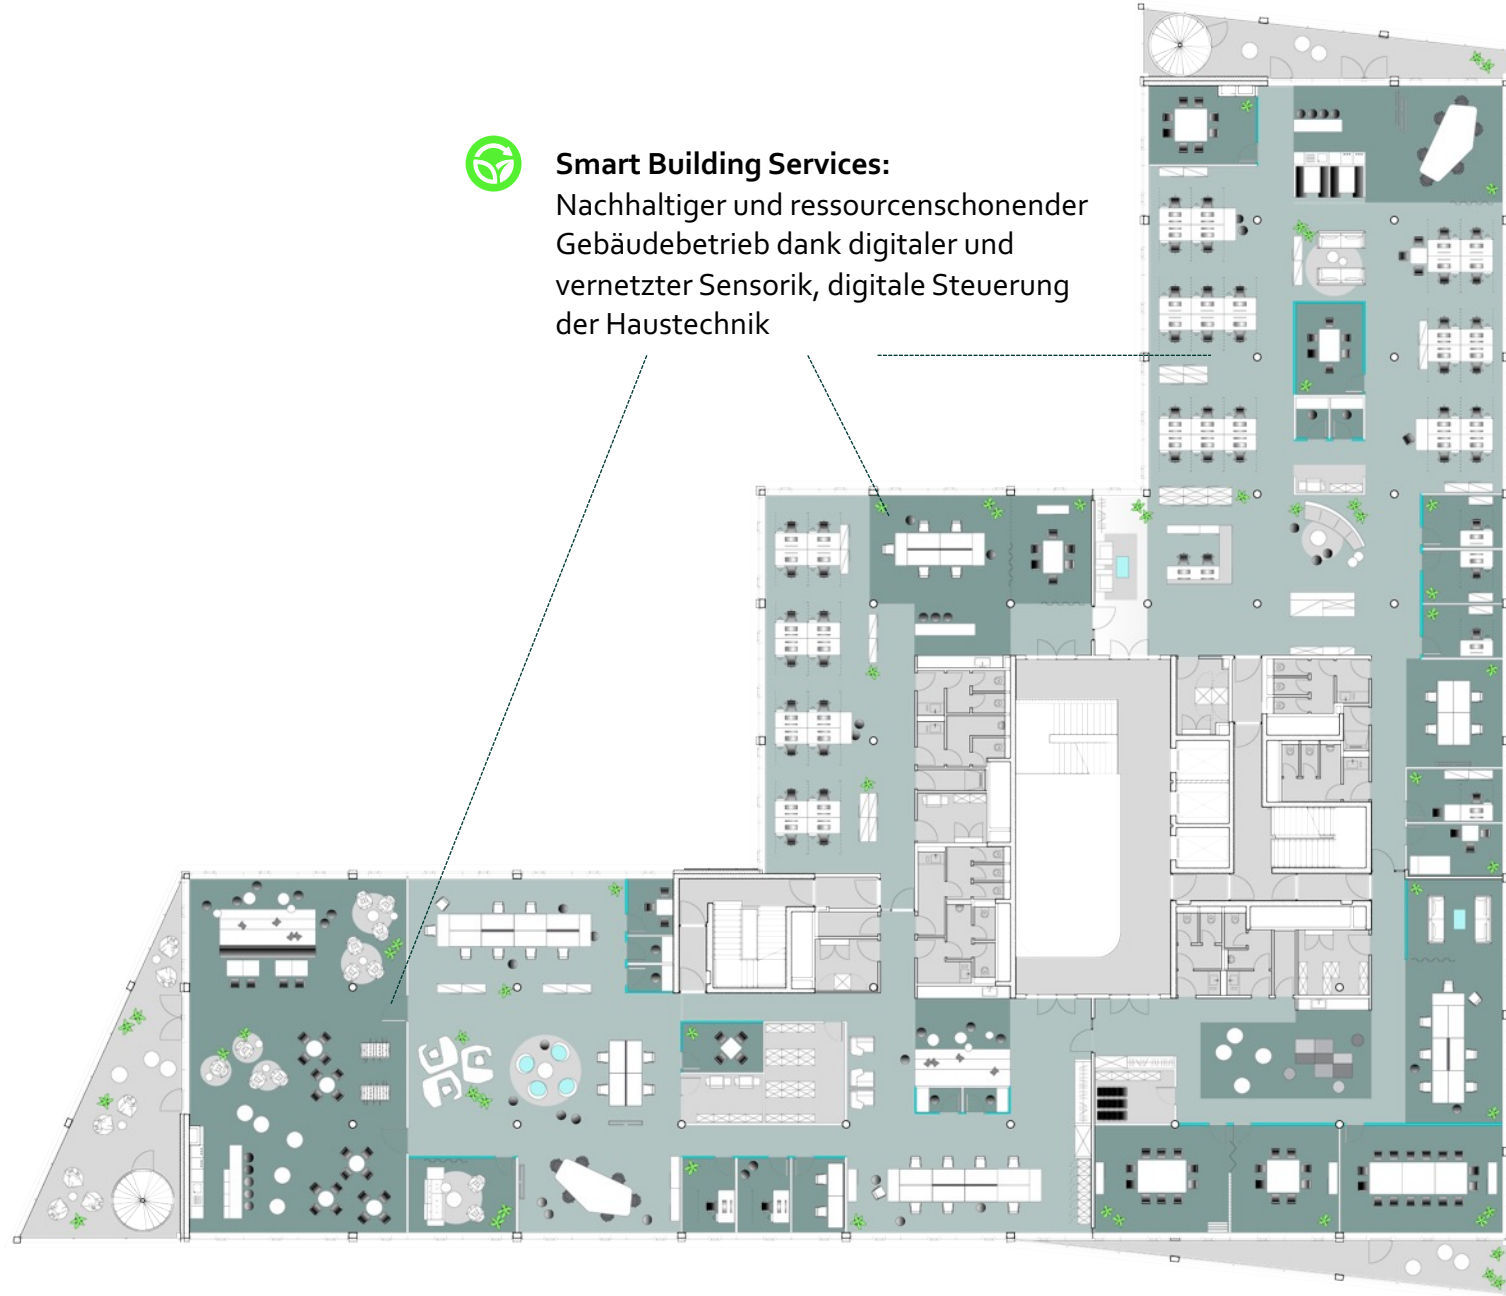 Smart Building Services:
Nachhaltiger und ressourcenschonender
Gebäudebetrieb dank digitaler und
vernetzter Sensorik, digitale Steuerung
der Haustechnik